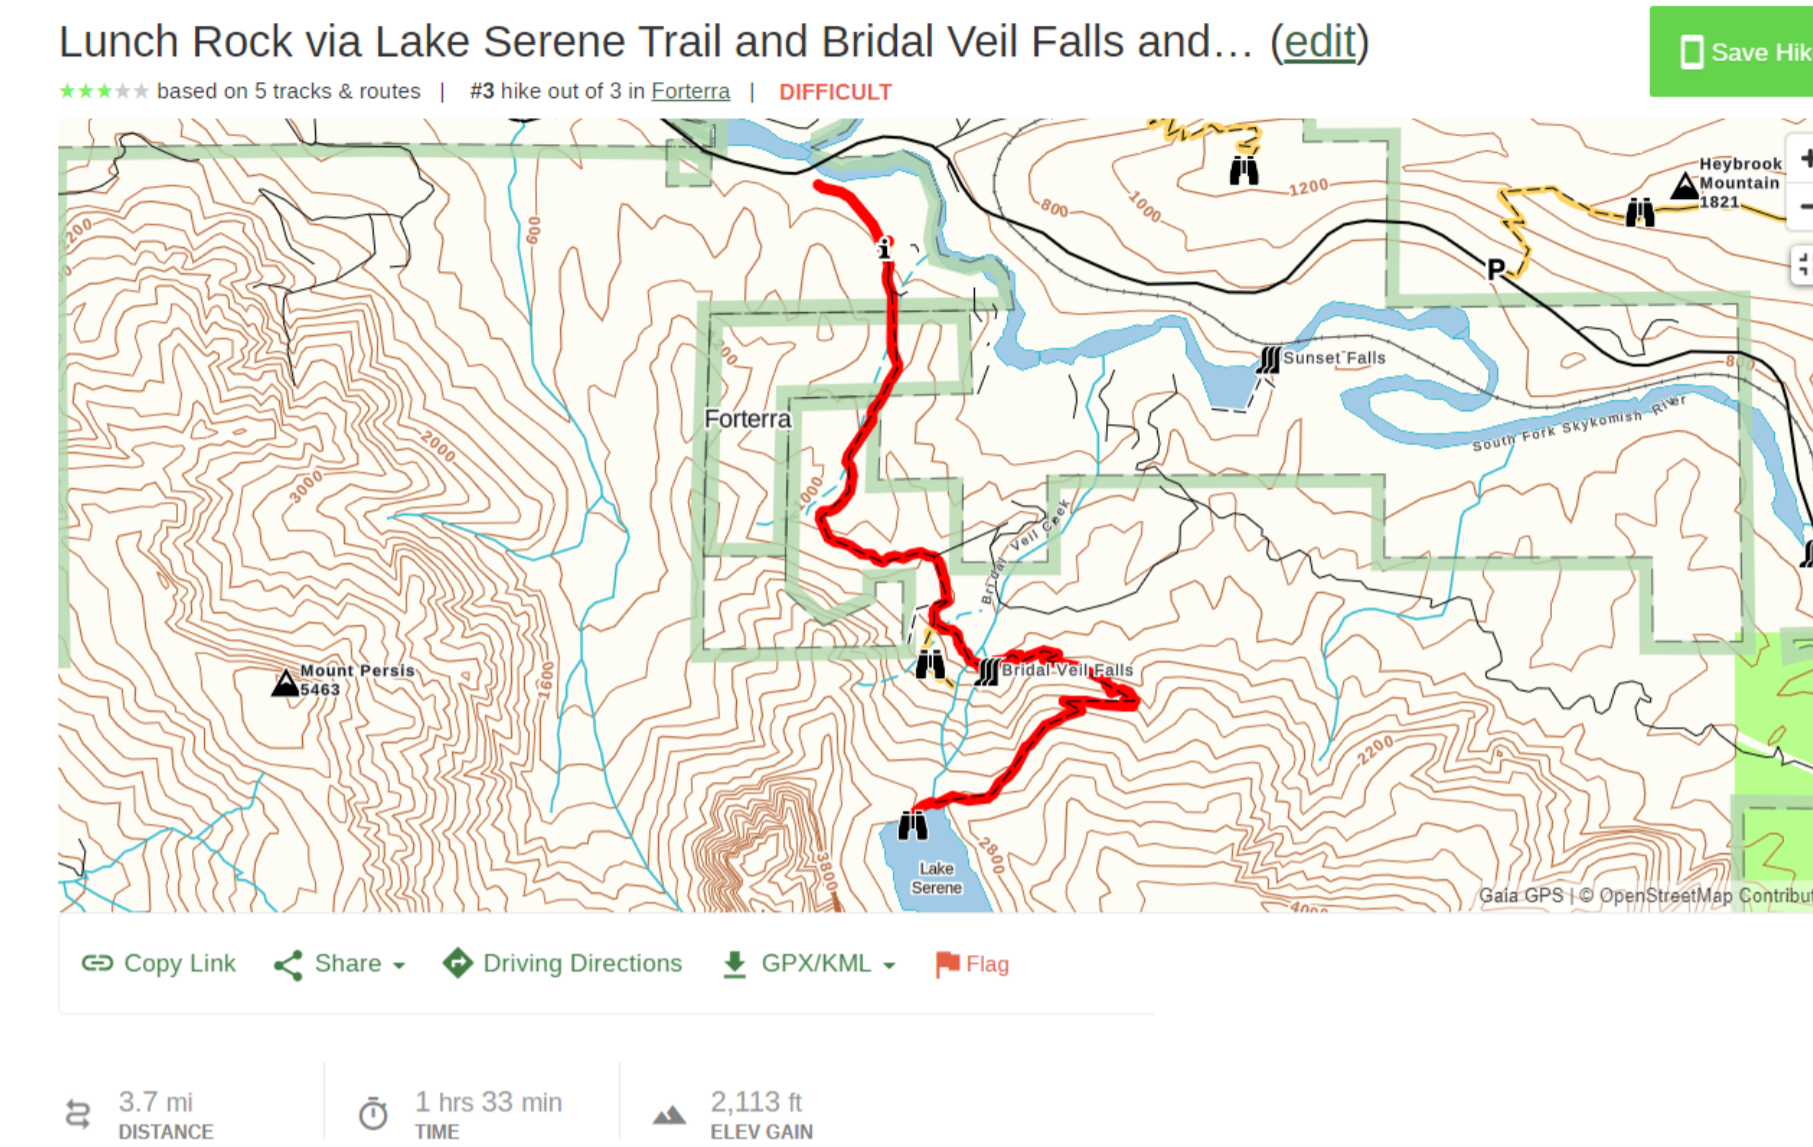 Lunch Rock via Lake Serene Trail and Bridal Veil Falls and… (edit)
Save Hik
★★★★★ based on 5 tracks & routes | #3 hike out of 3 in Forterra | DIFFICULT
Heybrook
Mountain
1821
1200
1000
800
600
P
i
Sunset Falls
800
South Fork Skykomish River
200
Forterra
2000
3000
1000
Bridal Veil Creek
Mount Persis
5463
1600
Bridal Veil Falls
2200
2800
3800
Lake
Serene
4000
Gaia GPS | © OpenStreetMap Contribut
Copy Link
Share
Driving Directions
GPX/KML
Flag
3.7 mi
DISTANCE
1 hrs 33 min
TIME
2,113 ft
ELEV GAIN